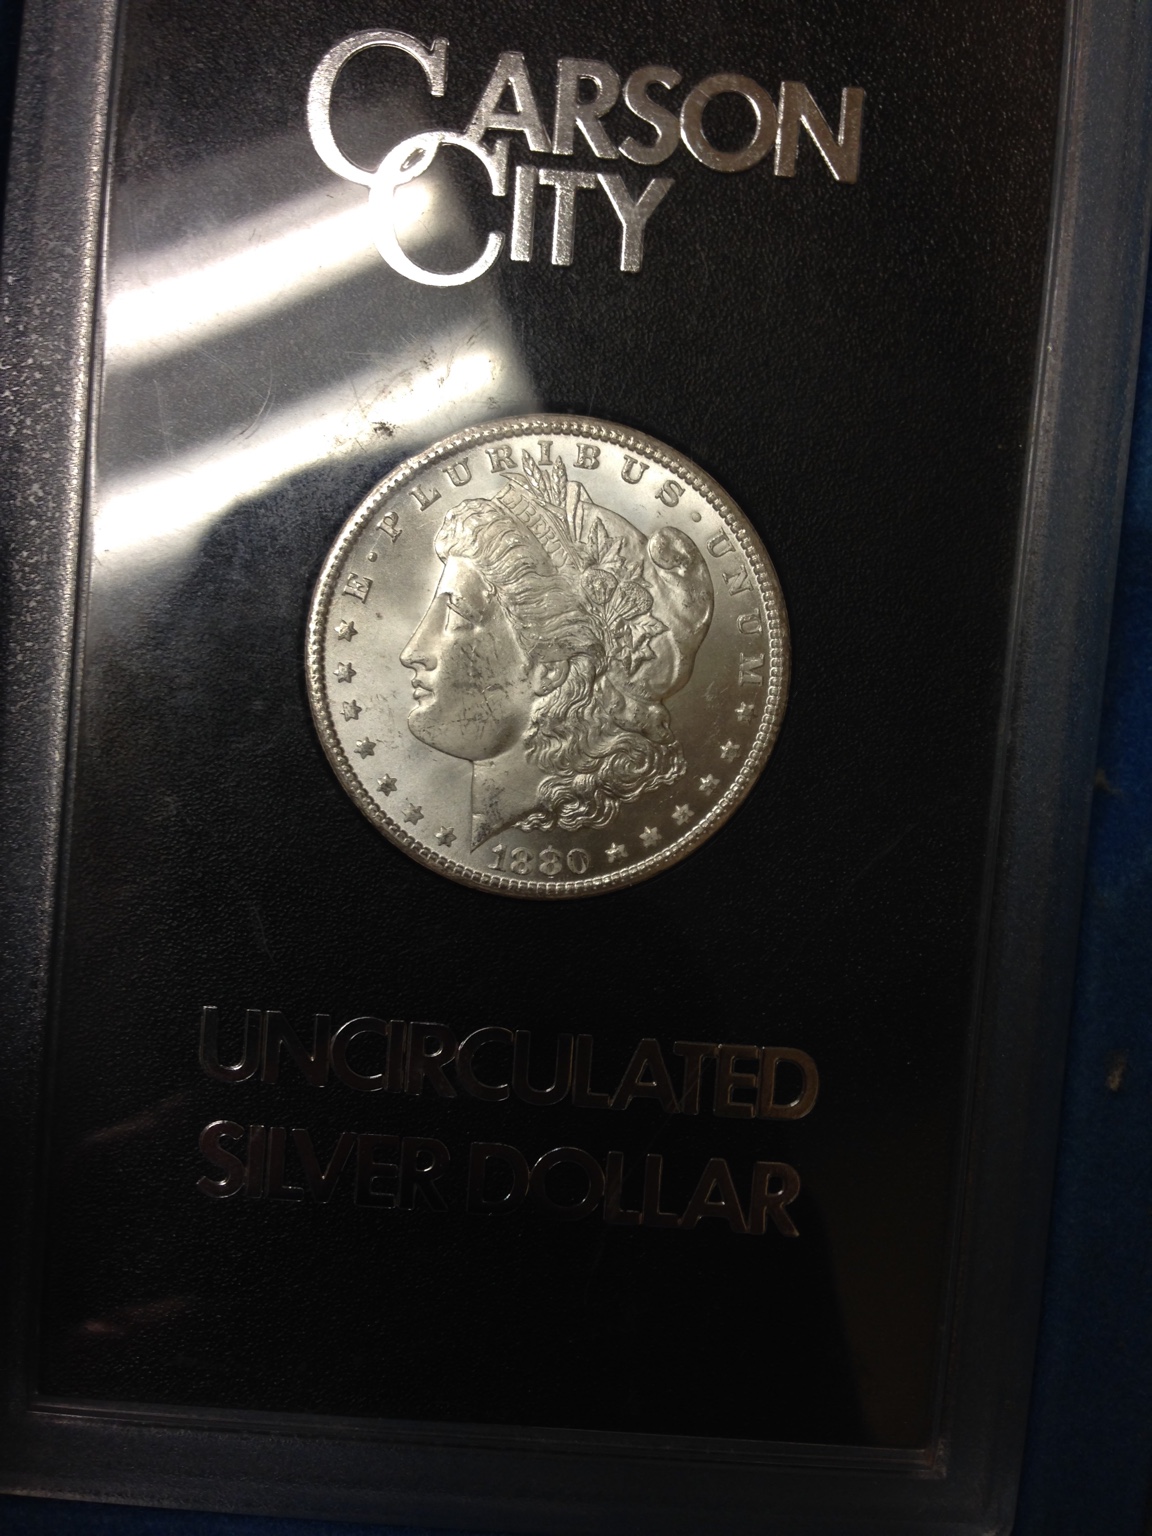 CARSON
CITY
E·PLURIBUS·UNUM
LIBERTY
1880
UNCIRCULATED
SILVER DOLLAR